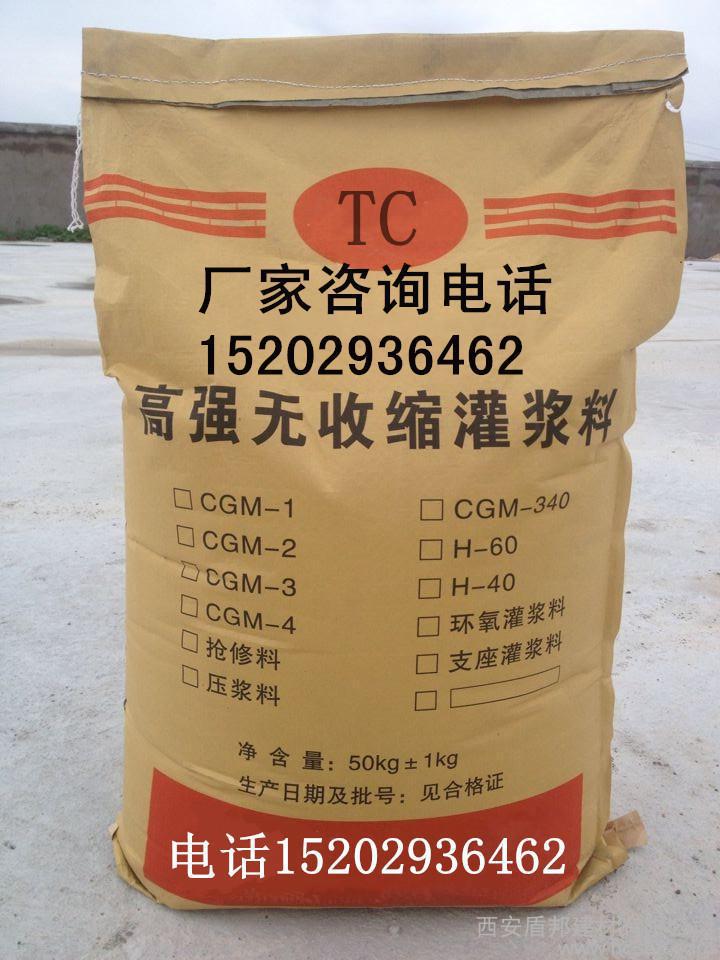 TC
厂家咨询电话
15202936462
高强无收缩灌浆料
□ CGM-1
□ CGM-2
□ CGM-3
□ CGM-4
□ 抢修料
□ 压浆料
□ CGM-340
□ H-60
□ H-40
□ 环氧灌浆料
□ 支座灌浆料
□
净含量：50kg±1kg
生产日期及批号：见合格证
电话15202936462
西安盾邦建材